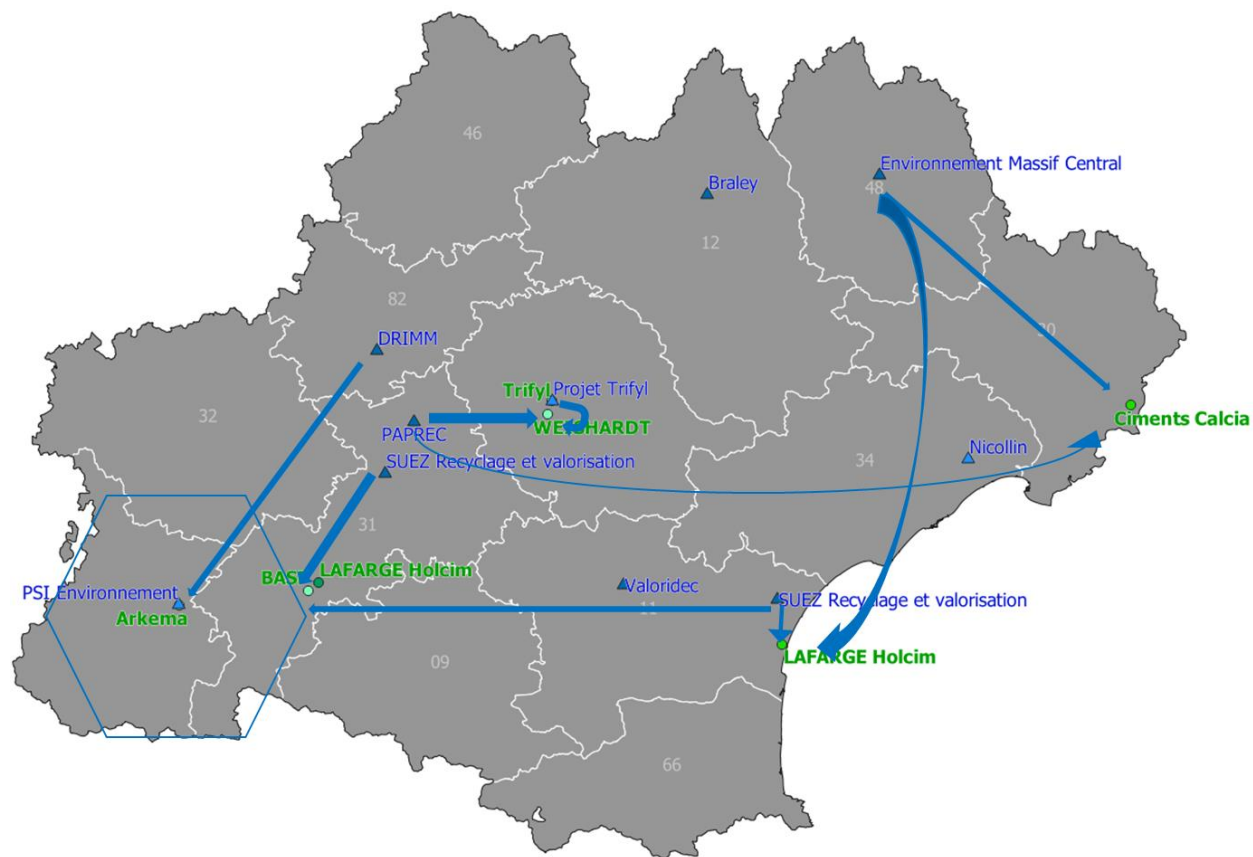 46
Environnement Massif Central
48
Braley
12
82
DRIMM
30
Trifyl
Projet Trifyl
32
PAPREC
WEISHARDT
Ciments Calcia
SUEZ Recyclage et valorisation
34
Nicollin
31
LAFARGE Holcim
PSI Environnement
Arkema
Valoridec
11
SUEZ Recyclage et valorisation
LAFARGE Holcim
09
66